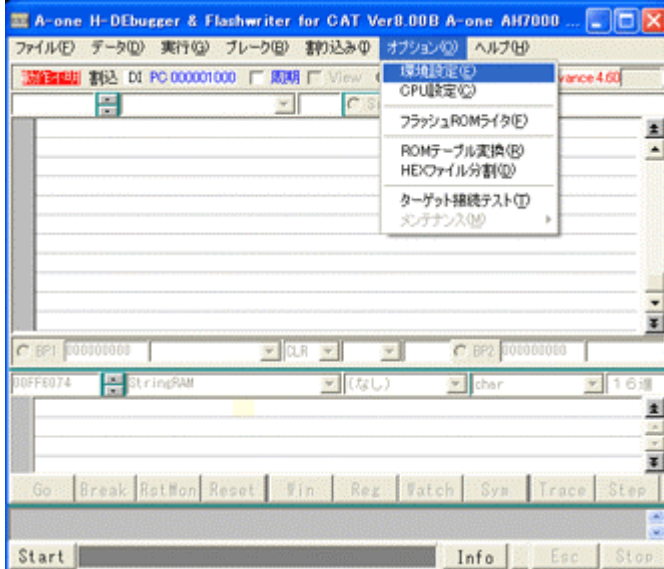 A-one H-DEbugger & Flashwriter for CAT Ver8.00B A-one AH7000 ...
ファイル(F) データ(D) 実行(G) ブレーク(B) 割り込み(I) オプション(O) ヘルプ(H)
動作不明 割込 DI PC 000001000 周期 View vance 4.60
環境設定(E)
CPU設定(C)
フラッシュROMライタ(F)
ROMテーブル変換(R)
HEXファイル分割(D)
ターゲット接続テスト(T)
メンテナンス(M)
BP1 000000000 CLR BP2 000000000
00FF6074 StringRAM (なし) char 16進
Go Break RstMon Reset Win Reg Watch Sym Trace Step
Start Info Esc Stop